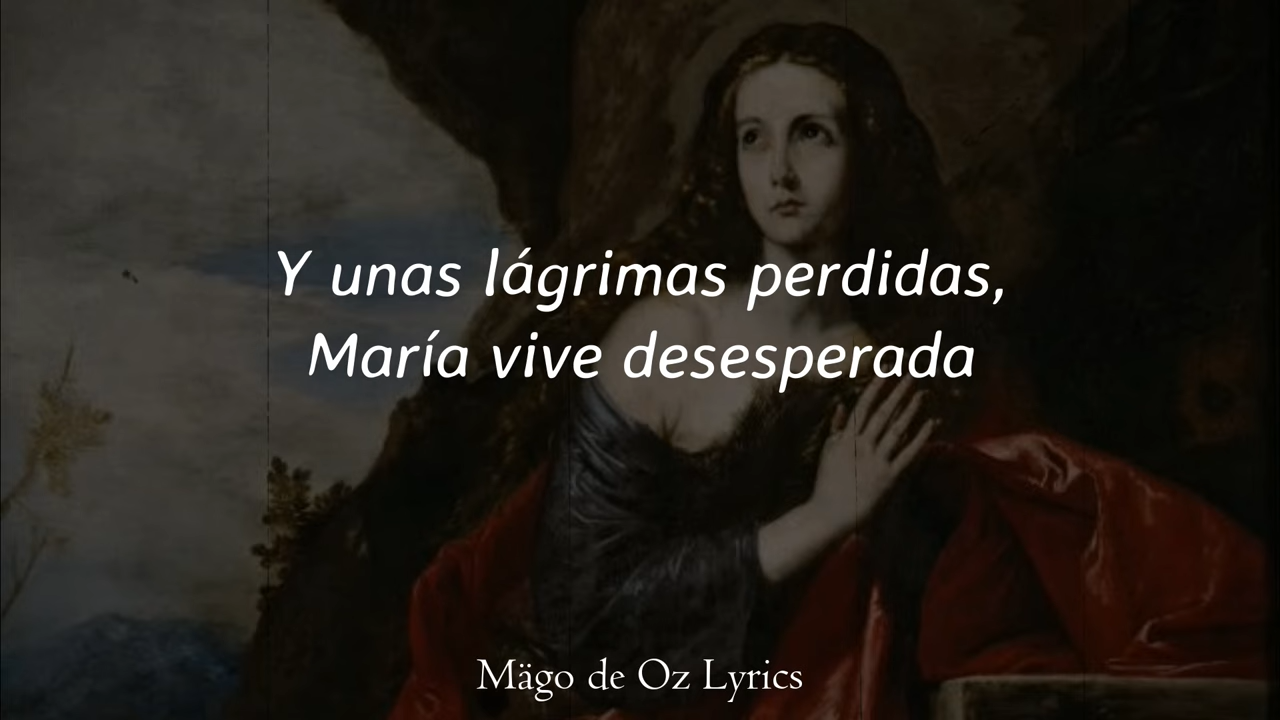 Y unas lágrimas perdidas,
María vive desesperada
Mägo de Oz Lyrics